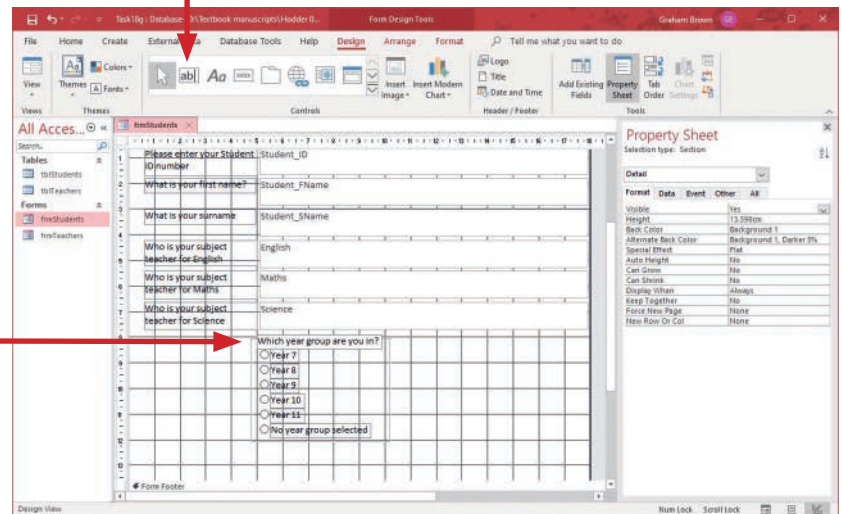 Task18g : Database- D:\Textbook manuscripts\Hodder II... Form Design Tools Graham Brown GB
File Home Create External Database Tools Help Design Arrange Format Tell me what you want to do
View Themes Colors Fonts Aa ab| Aa Insert Image Insert Modern Chart Logo Title Date and Time Add Existing Fields Property Sheet Tab Order Chart Settings
Views Themes Controls Header / Footer Tools
All Acces...
Search..
Tables
tblStudents
tblTeachers
Forms
frmStudents
frmTeachers
frmStudents
Please enter your Student ID number
Student_ID
What is your first name?
Student_FName
What is your surname
Student_SName
Who is your subject teacher for English
English
Who is your subject teacher for Maths
Maths
Who is your subject teacher for Science
Science
Which year group are you in?
Year 7
Year 8
Year 9
Year 10
Year 11
No year group selected
Form Footer
Property Sheet
Selection type: Section
Detail
Format Data Event Other All
Visible Yes
Height 13.598cm
Back Color Background 1
Alternate Back Color Background 1, Darker 5%
Special Effect Flat
Auto Height No
Can Grow No
Can Shrink No
Display When Always
Keep Together No
Force New Page None
New Row Or Col None
Design View Num Lock Scroll Lock